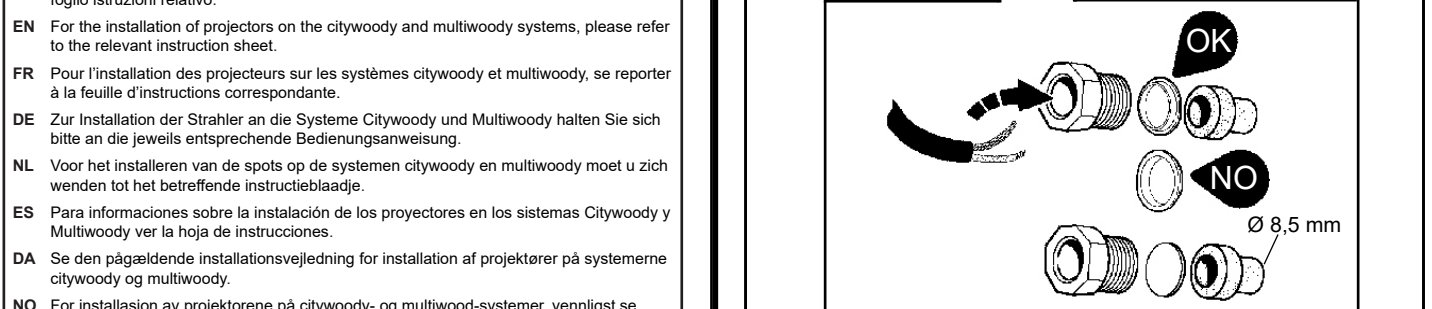 foglio istruzioni relativo.
EN For the installation of projectors on the citywoody and multiwoody systems, please refer
to the relevant instruction sheet.
FR Pour l'installation des projecteurs sur les systèmes citywoody et multiwoody, se reporter
à la feuille d'instructions correspondante.
DE Zur Installation der Strahler an die Systeme Citywoody und Multiwoody halten Sie sich
bitte an die jeweils entsprechende Bedienungsanweisung.
NL Voor het installeren van de spots op de systemen citywoody en multiwoody moet u zich
wenden tot het betreffende instructieblaadje.
ES Para informaciones sobre la instalación de los proyectores en los sistemas Citywoody y
Multiwoody ver la hoja de instrucciones.
DA Se den pågældende installationsvejledning for installation af projektører på systemerne
citywoody og multiwoody.
NO For installasjon av projektorene på citywoody- og multiwood-systemer, vennligst se
OK
NO
Ø 8,5 mm